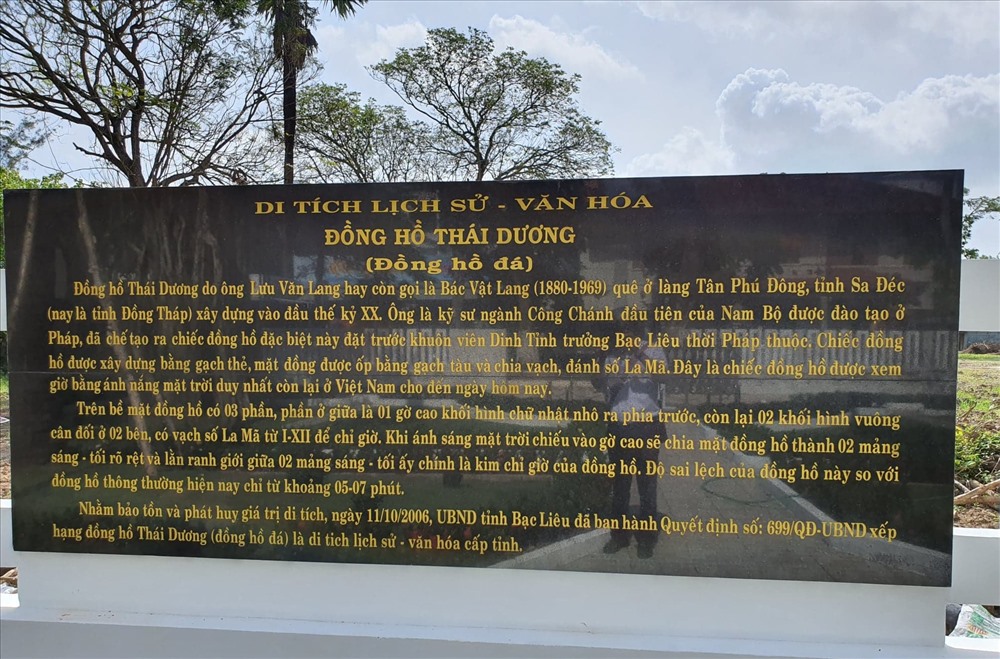 DI TÍCH LỊCH SỬ - VĂN HÓA
ĐỒNG HỒ THÁI DƯƠNG
(Đồng hồ đá)
Đồng hồ Thái Dương do ông Lưu Văn Lang hay còn gọi là Bác Vật Lang (1880-1969) quê ở làng Tân Phú Đông, tỉnh Sa Đéc
(nay là tỉnh Đồng Tháp) xây dựng vào đầu thế kỷ XX. Ông là kỹ sư ngành Công Chánh đầu tiên của Nam Bộ được đào tạo ở
Pháp, đã chế tạo ra chiếc đồng hồ đặc biệt này đặt trước khuôn viên Dinh Tỉnh trưởng Bạc Liêu thời Pháp thuộc. Chiếc đồng
hồ được xây dựng bằng gạch thẻ, mặt đồng được ốp bằng gạch tàu và chia vạch, đánh số La Mã. Đây là chiếc đồng hồ được xem
giờ bằng ánh nắng mặt trời duy nhất còn lại ở Việt Nam cho đến ngày hôm nay.
Trên bề mặt đồng hồ có 03 phần, phần ở giữa là 01 gờ cao khối hình chữ nhật nhô ra phía trước, còn lại 02 khối hình vuông
cân đối ở 02 bên, có vạch số La Mã từ I-XII để chỉ giờ. Khi ánh sáng mặt trời chiếu vào gờ cao sẽ chia mặt đồng hồ thành 02 mảng
sáng - tối rõ rệt và lằn ranh giới giữa 02 mảng sáng - tối ấy chính là kim chỉ giờ của đồng hồ. Độ sai lệch của đồng hồ này so với
đồng hồ thông thường hiện nay chỉ từ khoảng 05-07 phút.
Nhằm bảo tồn và phát huy giá trị di tích, ngày 11/10/2006, UBND tỉnh Bạc Liêu đã ban hành Quyết định số: 699/QĐ-UBND xếp
hạng đồng hồ Thái Dương (đồng hồ đá) là di tích lịch sử - văn hóa cấp tỉnh.